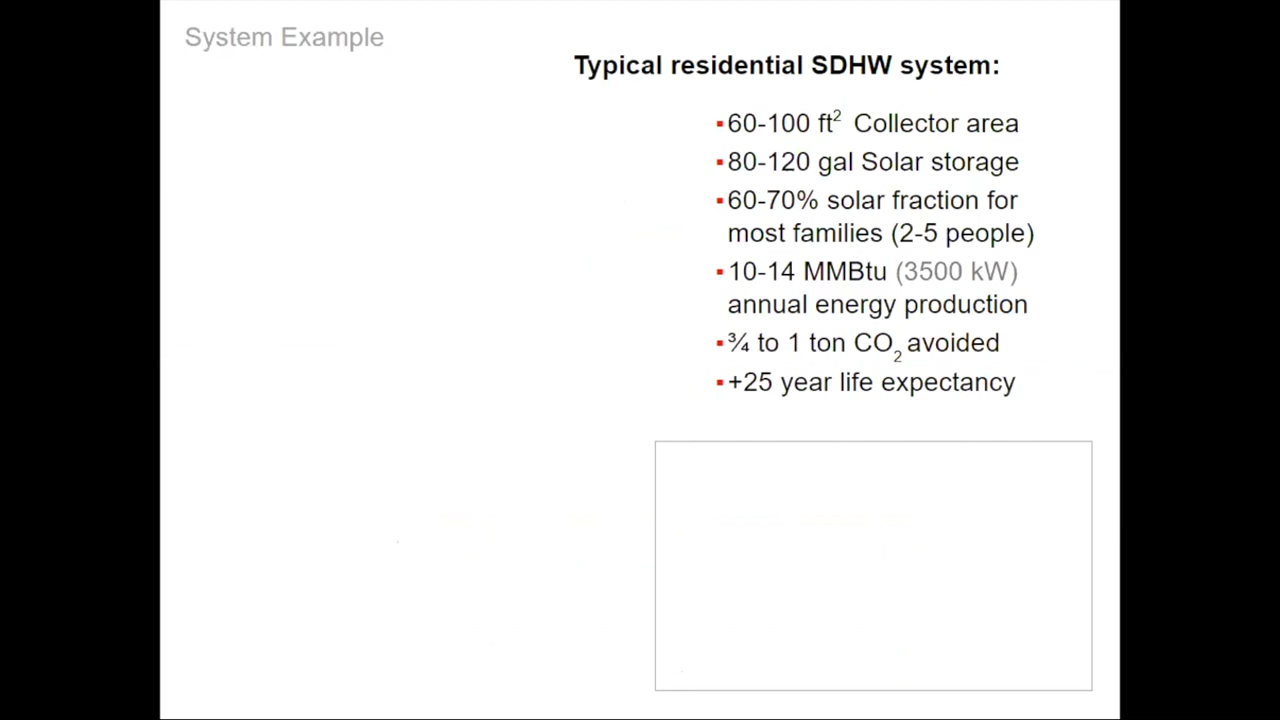 System Example
Typical residential SDHW system:
▪60-100 ft² Collector area
▪80-120 gal Solar storage
▪60-70% solar fraction for
most families (2-5 people)
▪10-14 MMBtu (3500 kW)
annual energy production
▪¾ to 1 ton CO₂ avoided
▪+25 year life expectancy